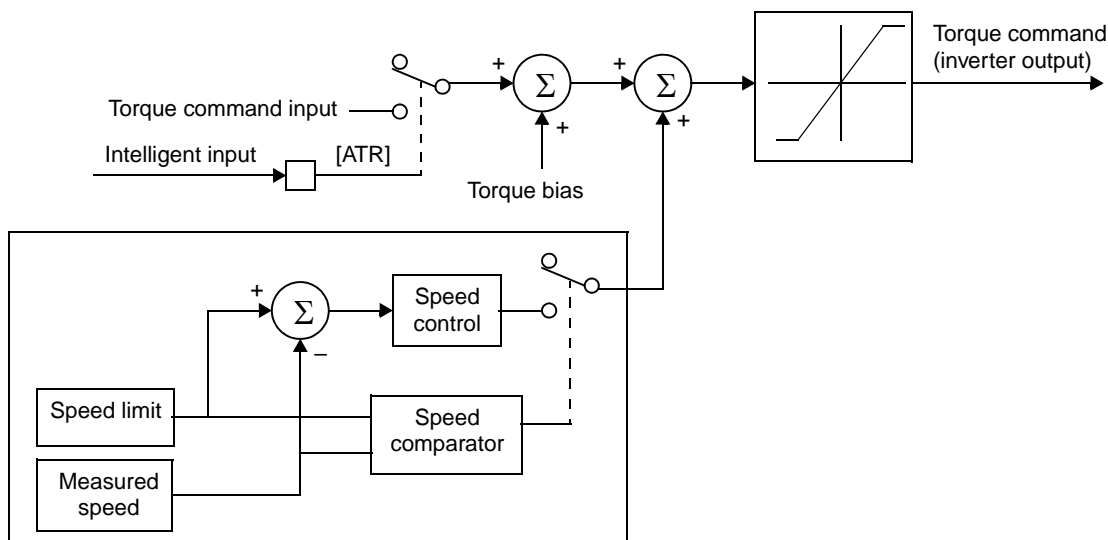 Torque command
(inverter output)
+
Σ
+
+
Σ
+
Torque command input
Intelligent input
[ATR]
Torque bias
+
Σ
−
Speed
control
Speed limit
Speed
comparator
Measured
speed